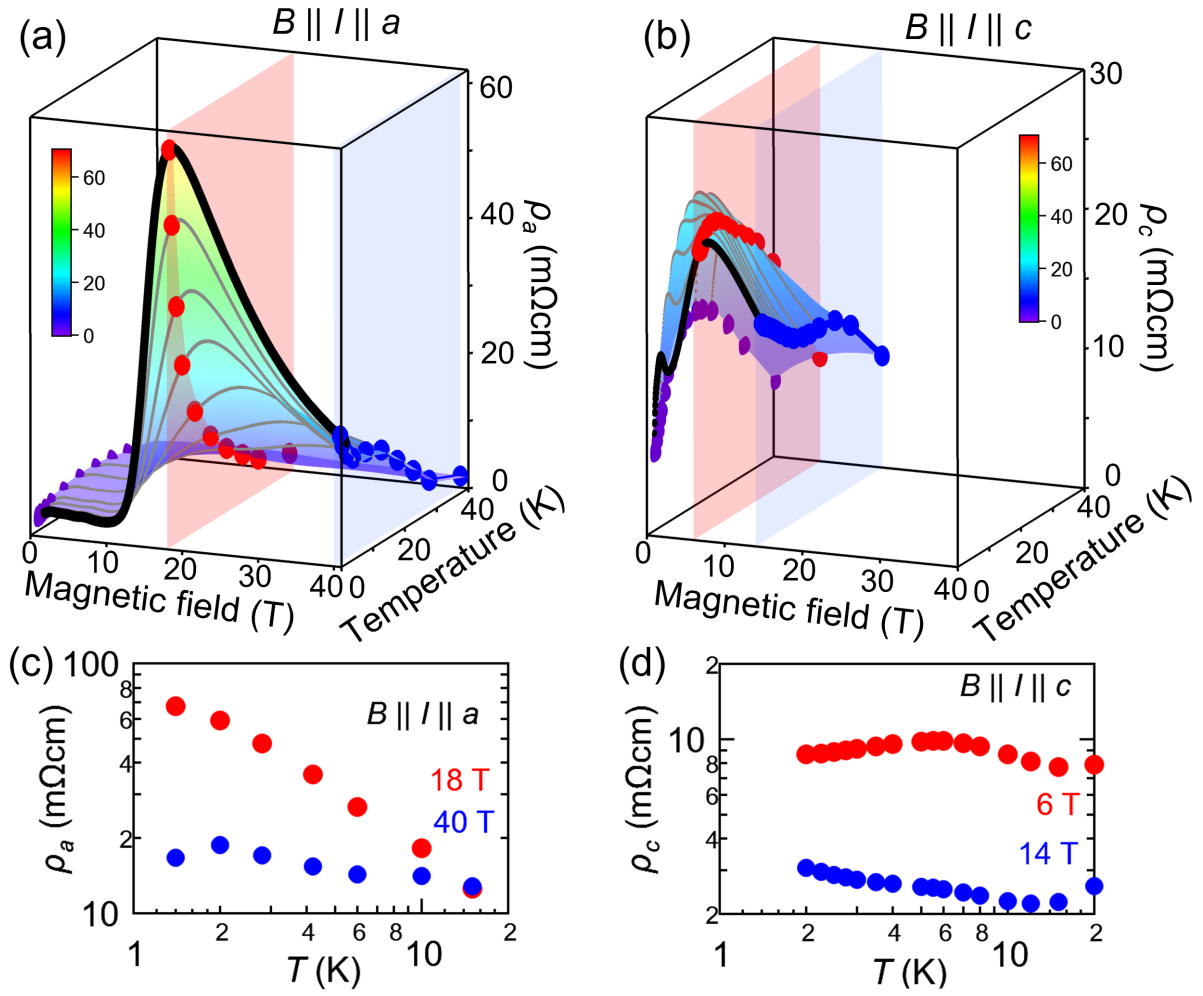 (a)
B || I || a
60
40
20
0
ρa (mΩcm)
60
40
20
0
0
10
20
30
40
0
20
40
Magnetic field (T)
Temperature (K)
(b)
B || I || c
30
20
10
0
ρc (mΩcm)
60
40
20
0
0
10
20
30
40
0
20
40
Magnetic field (T)
Temperature (K)
(c)
100
8
6
4
2
10
ρa (mΩcm)
B || I || a
18 T
40 T
1
2
4
6
8
10
2
T (K)
(d)
2
10
8
6
4
2
ρc (mΩcm)
B || I || c
6 T
14 T
1
2
4
6
8
10
2
T (K)